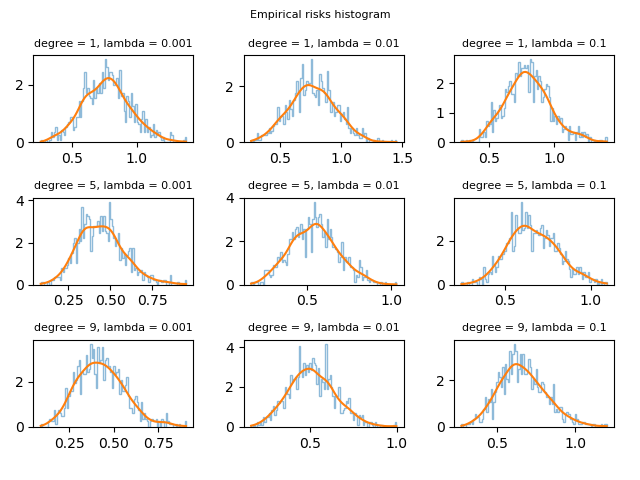 Empirical risks histogram
degree = 1, lambda = 0.001 degree = 1, lambda = 0.01 degree = 1, lambda = 0.1
2 2 3
2
1
0 0 0
0.5 1.0 0.5 1.0 1.5 0.5 1.0
degree = 5, lambda = 0.001 degree = 5, lambda = 0.01 degree = 5, lambda = 0.1
4 4
2 2 2
0 0 0
0.25 0.50 0.75 0.5 1.0 0.5 1.0
degree = 9, lambda = 0.001 degree = 9, lambda = 0.01 degree = 9, lambda = 0.1
4
2 2 2
0 0 0
0.25 0.50 0.75 0.5 1.0 0.5 1.0